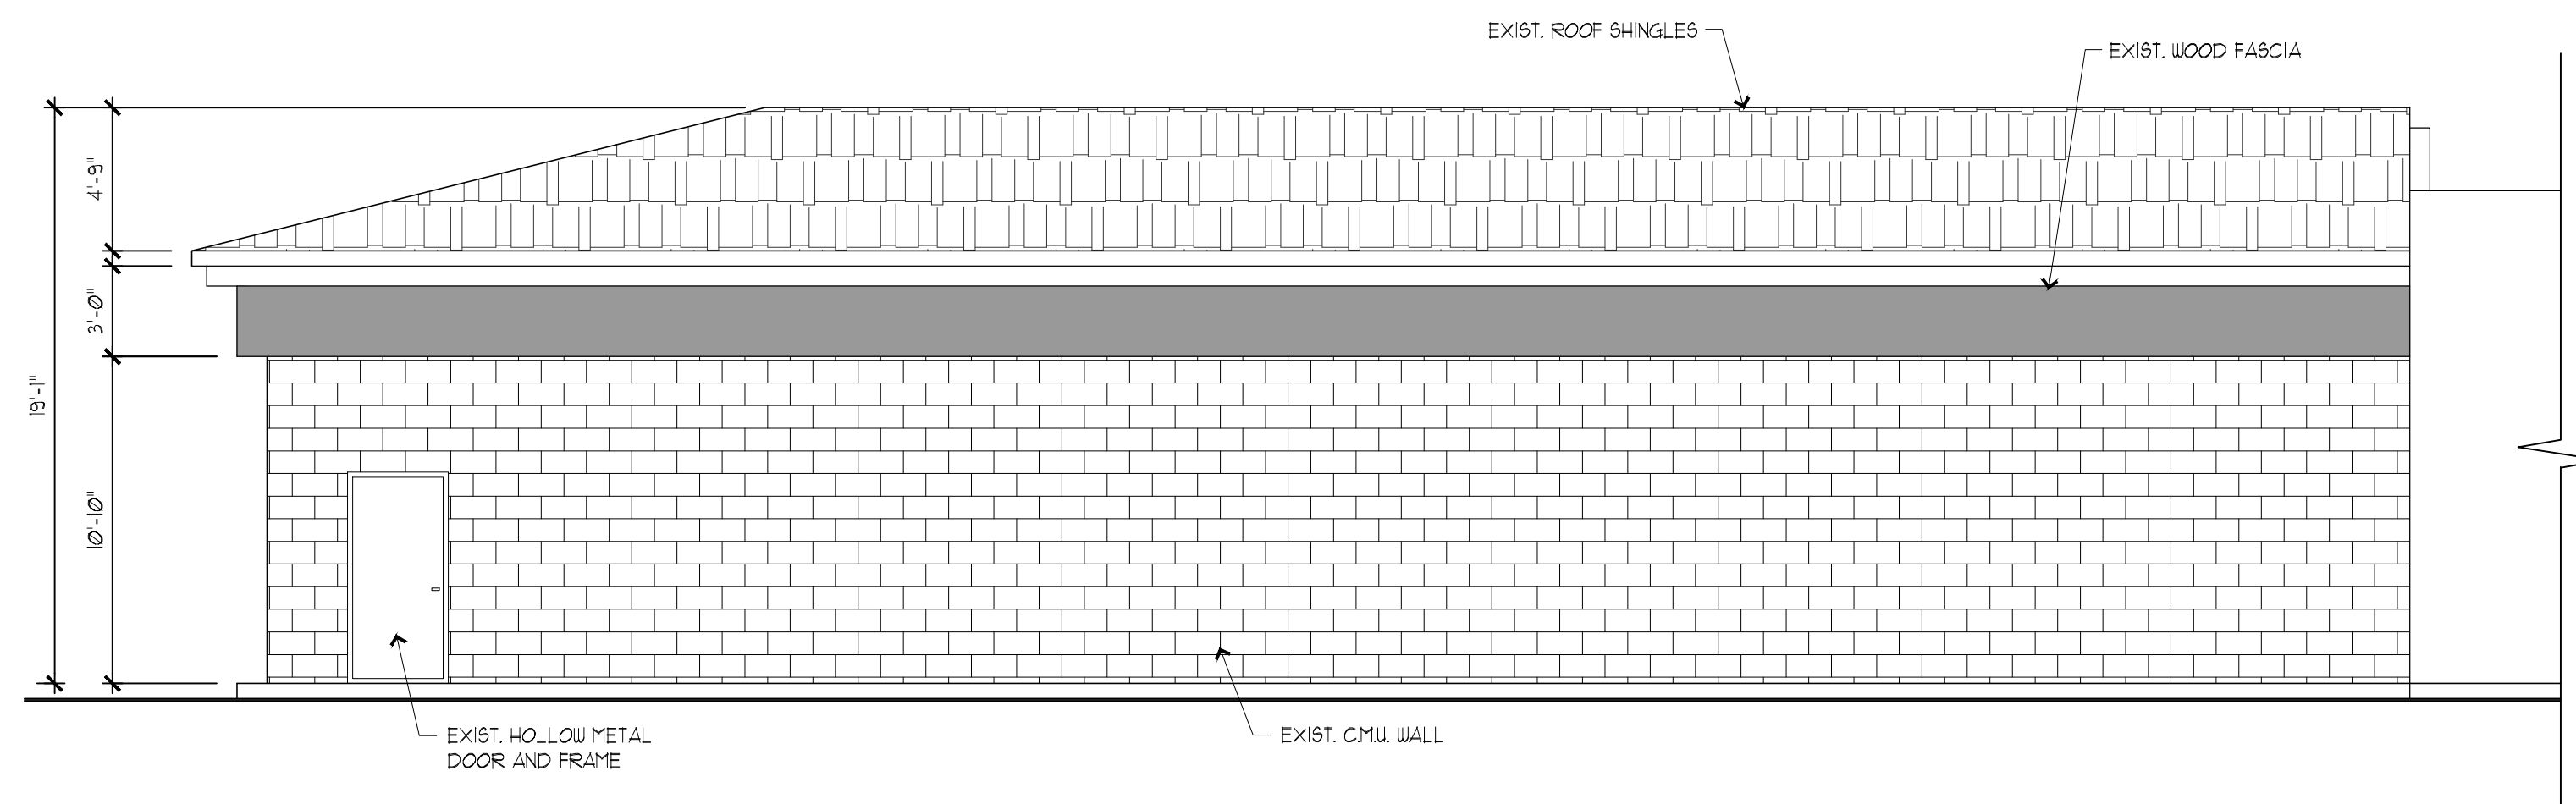 EXIST. ROOF SHINGLES
EXIST. WOOD FASCIA
4'-9"
3'-0"
19'-1"
10'-10"
EXIST. HOLLOW METAL
DOOR AND FRAME
EXIST. C.M.U. WALL